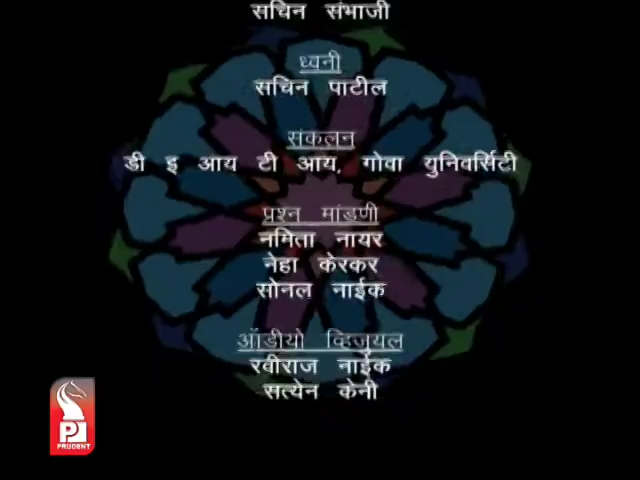 सचिन संभाजी
ध्वनी
सचिन पाटील
संकलन
डी इ आय टी आय, गोवा युनिवर्सिटी
प्रश्न मांडणी
नमिता नायर
नेहा केरकर
सोनल नाईक
ऑडीयो व्हिजुयल
रवीराज नाईक
सत्येन केनी
PRUDENT